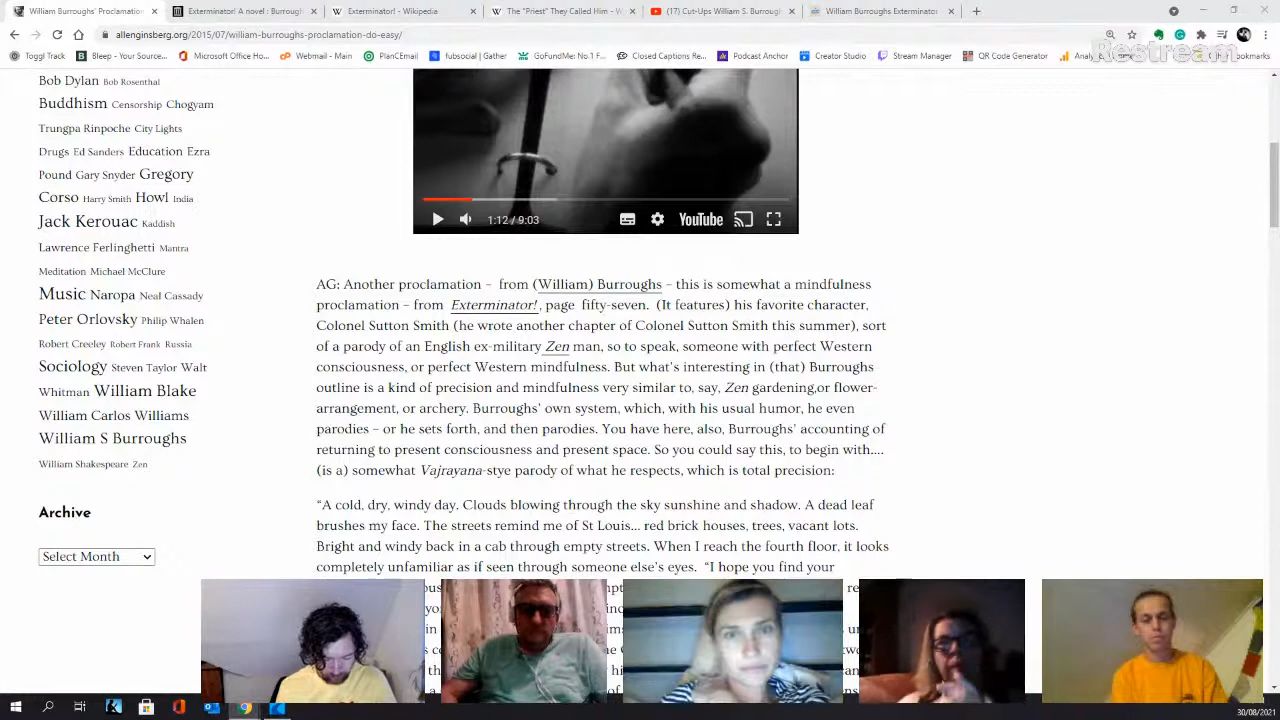 William Burroughs' Proclamation
Exterminator! A novel : Burrough
Exterminator! - Wikipedia
The "Priest" They Called Him - W
(17) Cut-Ups William S. Burrough
William Burroughs Exterminator
allenginsberg.org/2015/07/william-burroughs-proclamation-do-easy/
Restream
Toggl Track
Bleep - Your Source...
Microsoft Office Ho...
Webmail - Main
PlanCEmail
fubsocial | Gather
GoFundMe: No.1 F...
Closed Captions Re...
Podcast Anchor
Creator Studio
Stream Manager
QR Code Generator
Bob Dylan Bob Rosenthal
Buddhism Censorship Chogyam
Trungpa Rinpoche City Lights
Drugs Ed Sanders Education Ezra
Pound Gary Snyder Gregory
Corso Harry Smith Howl India
Jack Kerouac Kaddish
Lawrence Ferlinghetti Mantra
Meditation Michael McClure
Music Naropa Neal Cassady
Peter Orlovsky Philip Whalen
Robert Creeley Robert Frank Russia
Sociology Steven Taylor Walt
Whitman William Blake
William Carlos Williams
William S Burroughs
William Shakespeare Zen
Archive
Select Month
1:12 / 9:03
YouTube
AG: Another proclamation – from (William) Burroughs – this is somewhat a mindfulness
proclamation – from Exterminator!, page fifty-seven. (It features) his favorite character,
Colonel Sutton Smith (he wrote another chapter of Colonel Sutton Smith this summer), sort
of a parody of an English ex-military Zen man, so to speak, someone with perfect Western
consciousness, or perfect Western mindfulness. But what's interesting in (that) Burroughs
outline is a kind of precision and mindfulness very similar to, say, Zen gardening,or flower-
arrangement, or archery. Burroughs' own system, which, with his usual humor, he even
parodies – or he sets forth, and then parodies. You have here, also, Burroughs' accounting of
returning to present consciousness and present space. So you could say this, to begin with....
(is a) somewhat Vajrayana-stye parody of what he respects, which is total precision:
"A cold, dry, windy day. Clouds blowing through the sky sunshine and shadow. A dead leaf
brushes my face. The streets remind me of St Louis... red brick houses, trees, vacant lots.
Bright and windy back in a cab through empty streets. When I reach the fourth floor, it looks
completely unfamiliar as if seen through someone else's eyes. "I hope you find your
30/08/2021